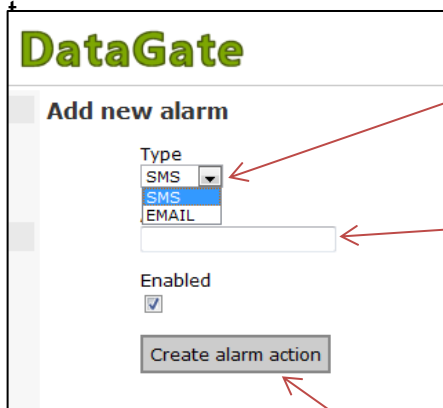 DataGate
Add new alarm
Type
SMS
SMS
EMAIL
Enabled
Create alarm action